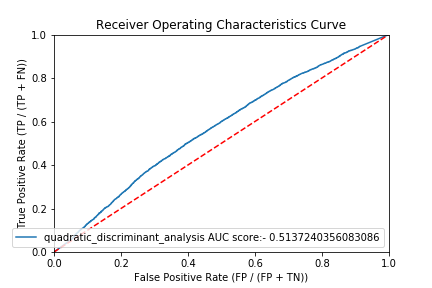 Receiver Operating Characteristics Curve
True Positive Rate (TP / (TP + FN))
1.0
0.8
0.6
0.4
0.2
0.0
quadratic_discriminant_analysis AUC score:- 0.5137240356083086
0.0 0.2 0.4 0.6 0.8 1.0
False Positive Rate (FP / (FP + TN))